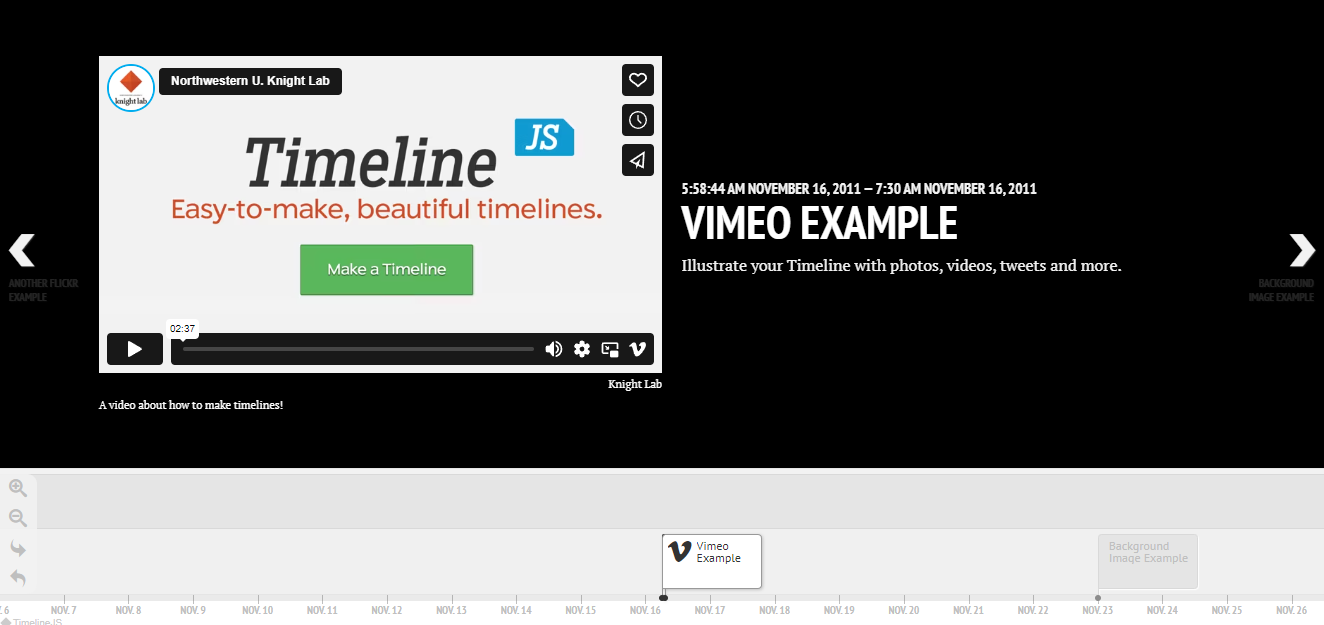 knight lab
Northwestern U. Knight Lab
Timeline JS
Easy-to-make, beautiful timelines.
Make a Timeline
02:37
Knight Lab
A video about how to make timelines!
5:58:44 AM NOVEMBER 16, 2011 — 7:30 AM NOVEMBER 16, 2011
VIMEO EXAMPLE
Illustrate your Timeline with photos, videos, tweets and more.
ANOTHER FLICKR
EXAMPLE
BACKGROUND
IMAGE EXAMPLE
Vimeo
Example
Background
Image Example
. 6 NOV. 7 NOV. 8 NOV. 9 NOV. 10 NOV. 11 NOV. 12 NOV. 13 NOV. 14 NOV. 15 NOV. 16 NOV. 17 NOV. 18 NOV. 19 NOV. 20 NOV. 21 NOV. 22 NOV. 23 NOV. 24 NOV. 25 NOV. 26
TimelineJS